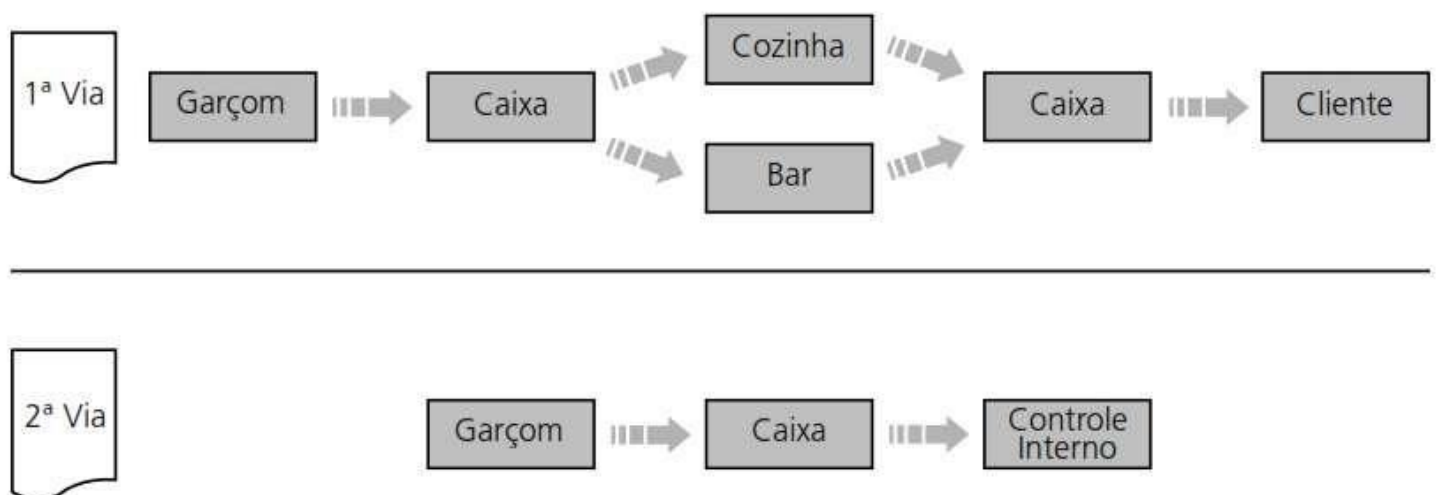 Cozinha
1ª Via
Garçom
Caixa
Caixa
Cliente
Bar
2ª Via
Garçom
Caixa
Controle
Interno